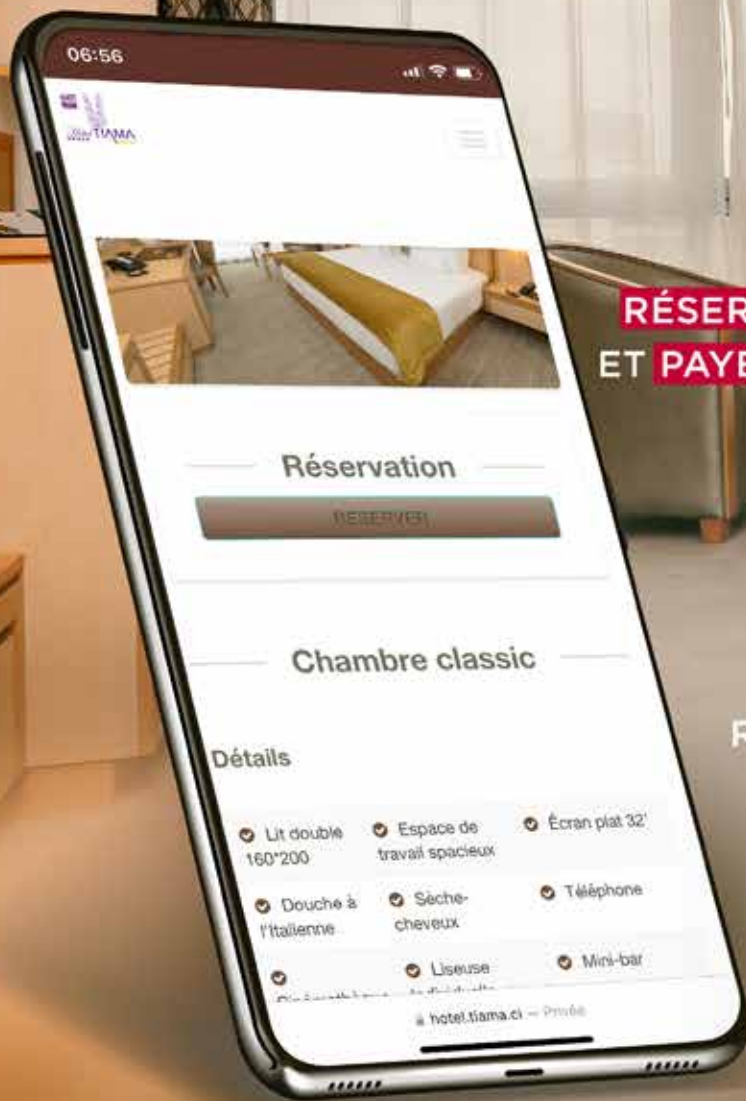 06:56
TIAMA
RÉSER
ET PAYE
Réservation
RESERVER
Chambre classic
R
Détails
Lit double
160*200
Espace de
travail spacieux
Écran plat 32'
Douche à
l'Italienne
Sèche-
cheveux
Téléphone
Liseuse
Mini-bar
hotel.tiama.ci — Privée